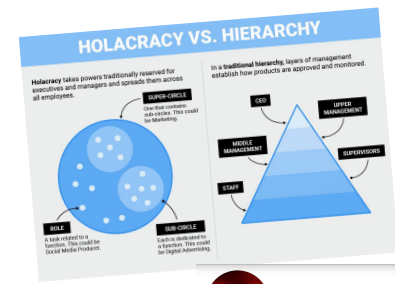 HOLACRACY VS. HIERARCHY
Holacracy takes powers traditionally reserved for
executives and managers and spreads them across
all employees.
SUPER-CIRCLE
One that contains
sub-circles. This could
be Marketing.
ROLE
A task related to a
function. This could be
Social Media Producer.
SUB-CIRCLE
Each is dedicated to
a function. This could
be Digital Advertising.
In a traditional hierarchy, layers of management
establish how products are approved and monitored.
CEO
UPPER
MANAGEMENT
MIDDLE
MANAGEMENT
SUPERVISORS
STAFF